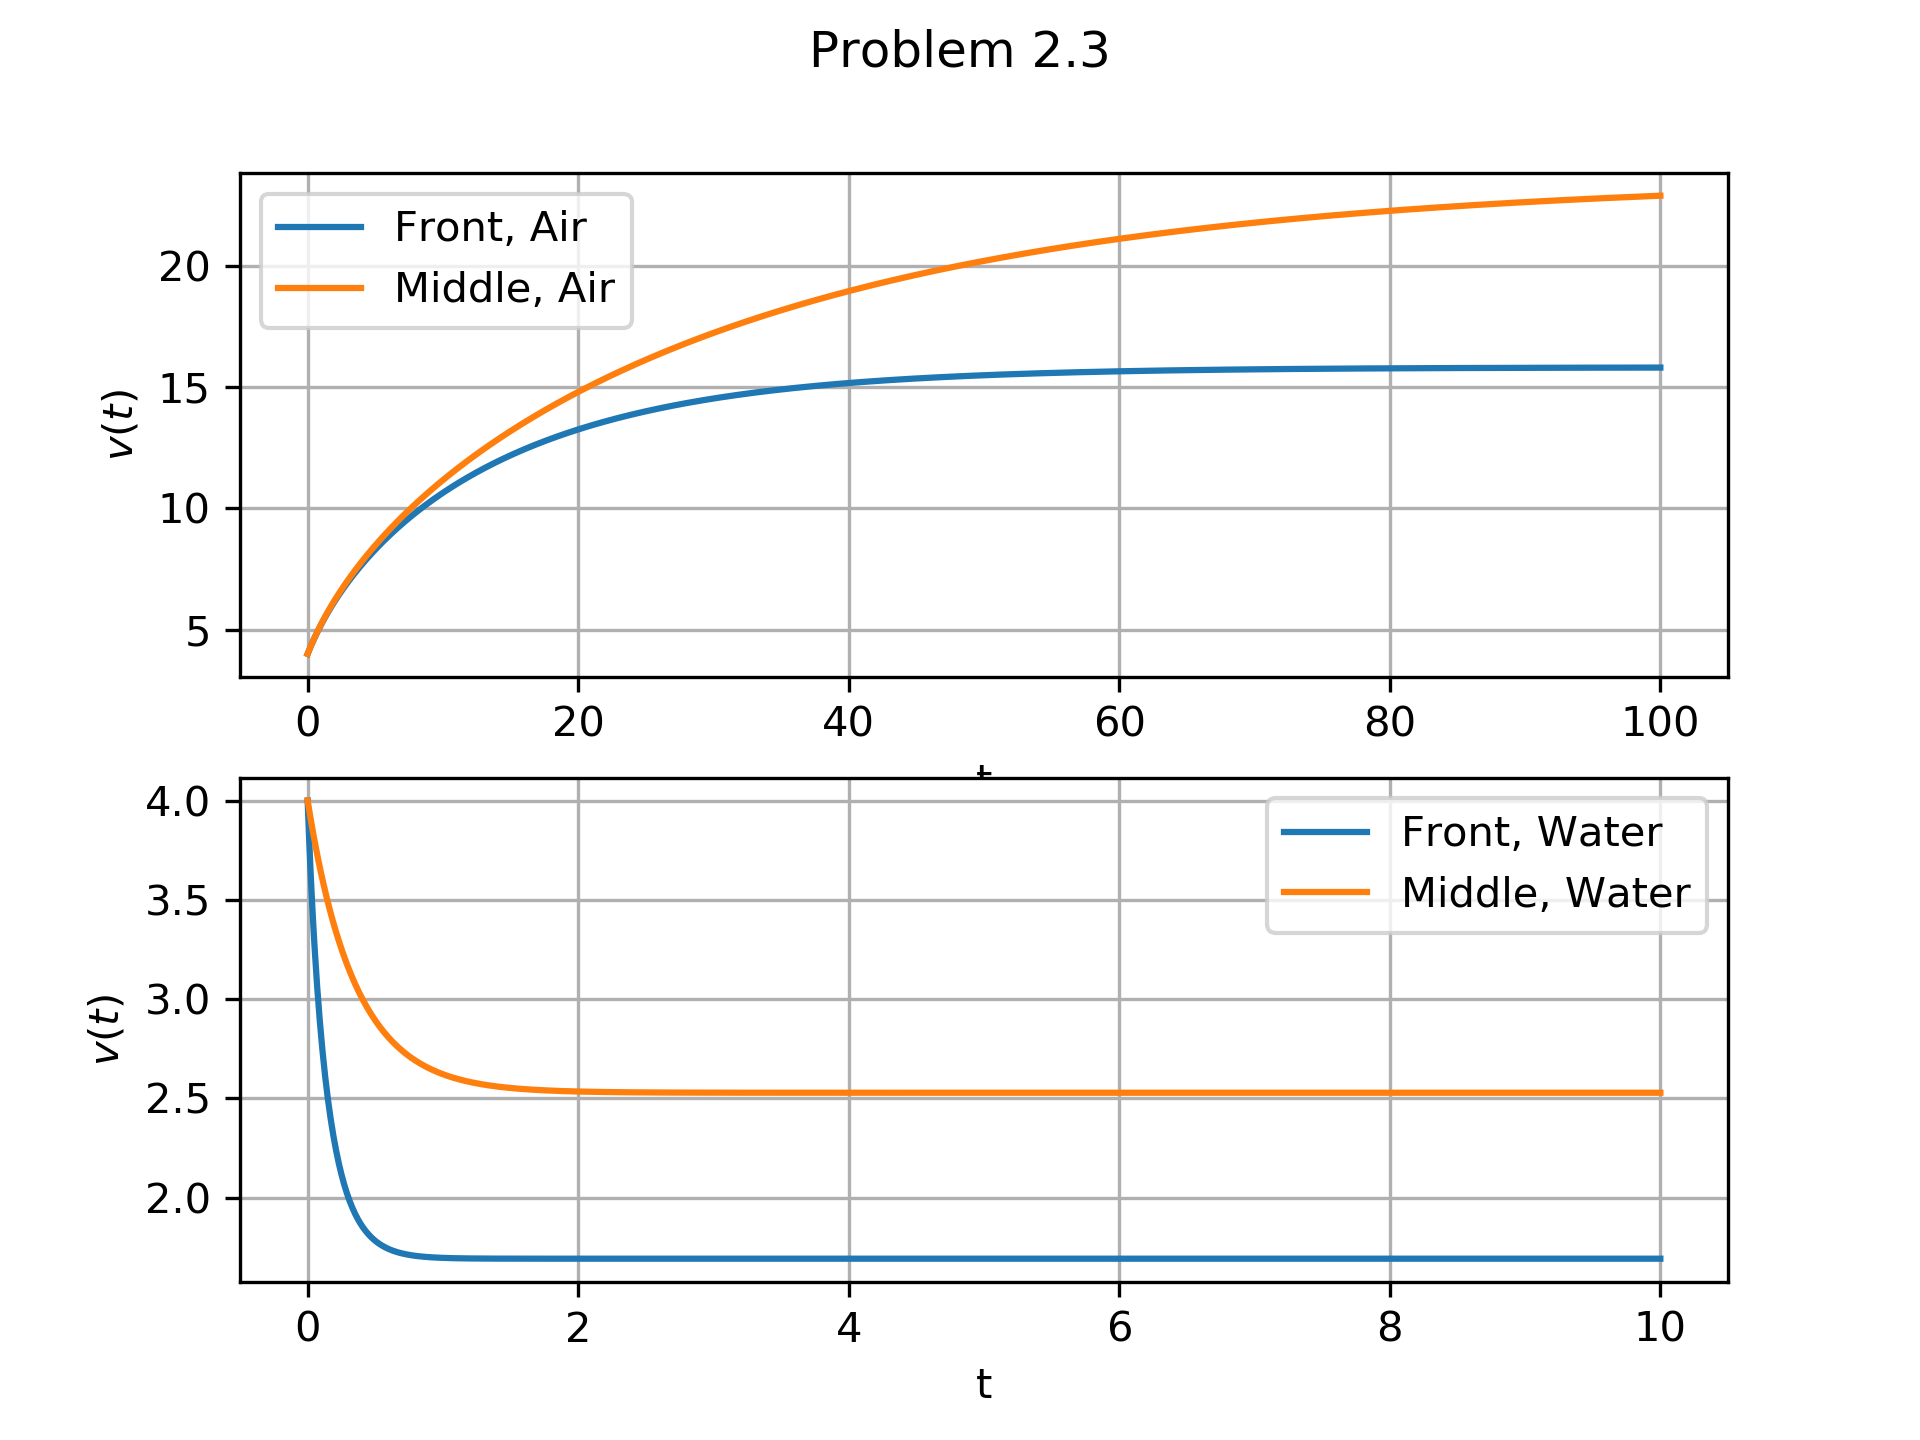 Problem 2.3
Front, Air
Middle, Air
20
15
10
5
v(t)
0 20 40 60 80 100
t
4.0
3.5
3.0
2.5
2.0
v(t)
Front, Water
Middle, Water
0 2 4 6 8 10
t